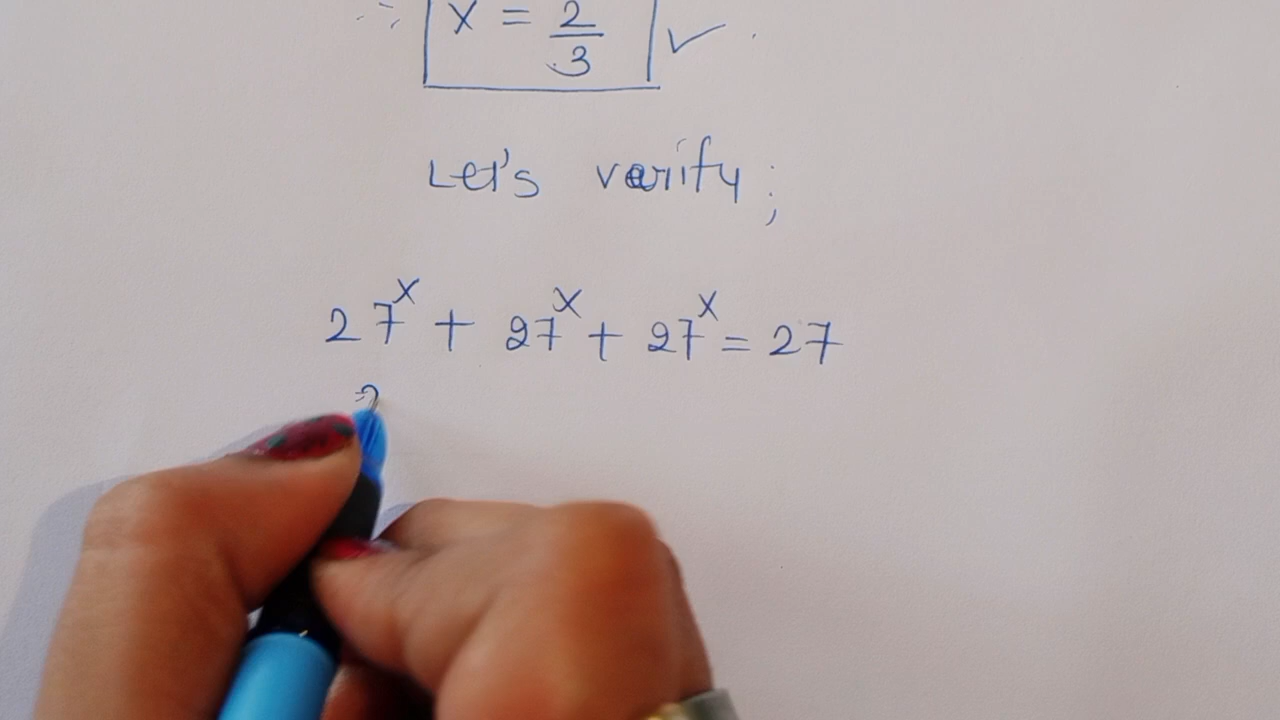 x = 2/3 ✓
Let's verify;
27^x + 27^x + 27^x = 27